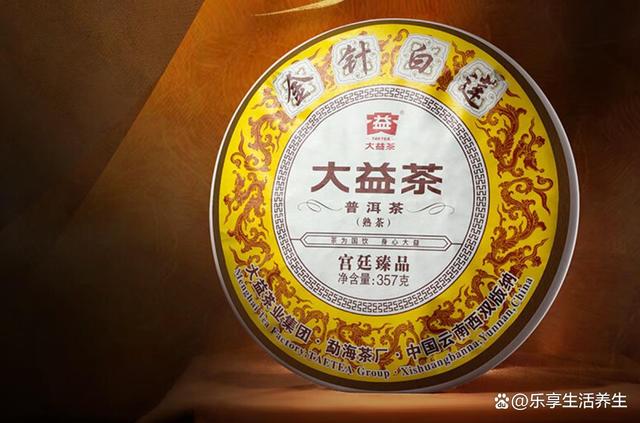 金针白莲
益
TAETEA
大益茶
大益茶
普洱茶
(熟茶)
茶为国饮 身心大益
宫廷臻品
净含量:357克
大益茶业集团·勐海茶厂·中国云南西双版纳
Menghai Tea Factory,TAETEA Group·Xishuangbanna,Yunnan,China
@乐享生活养生